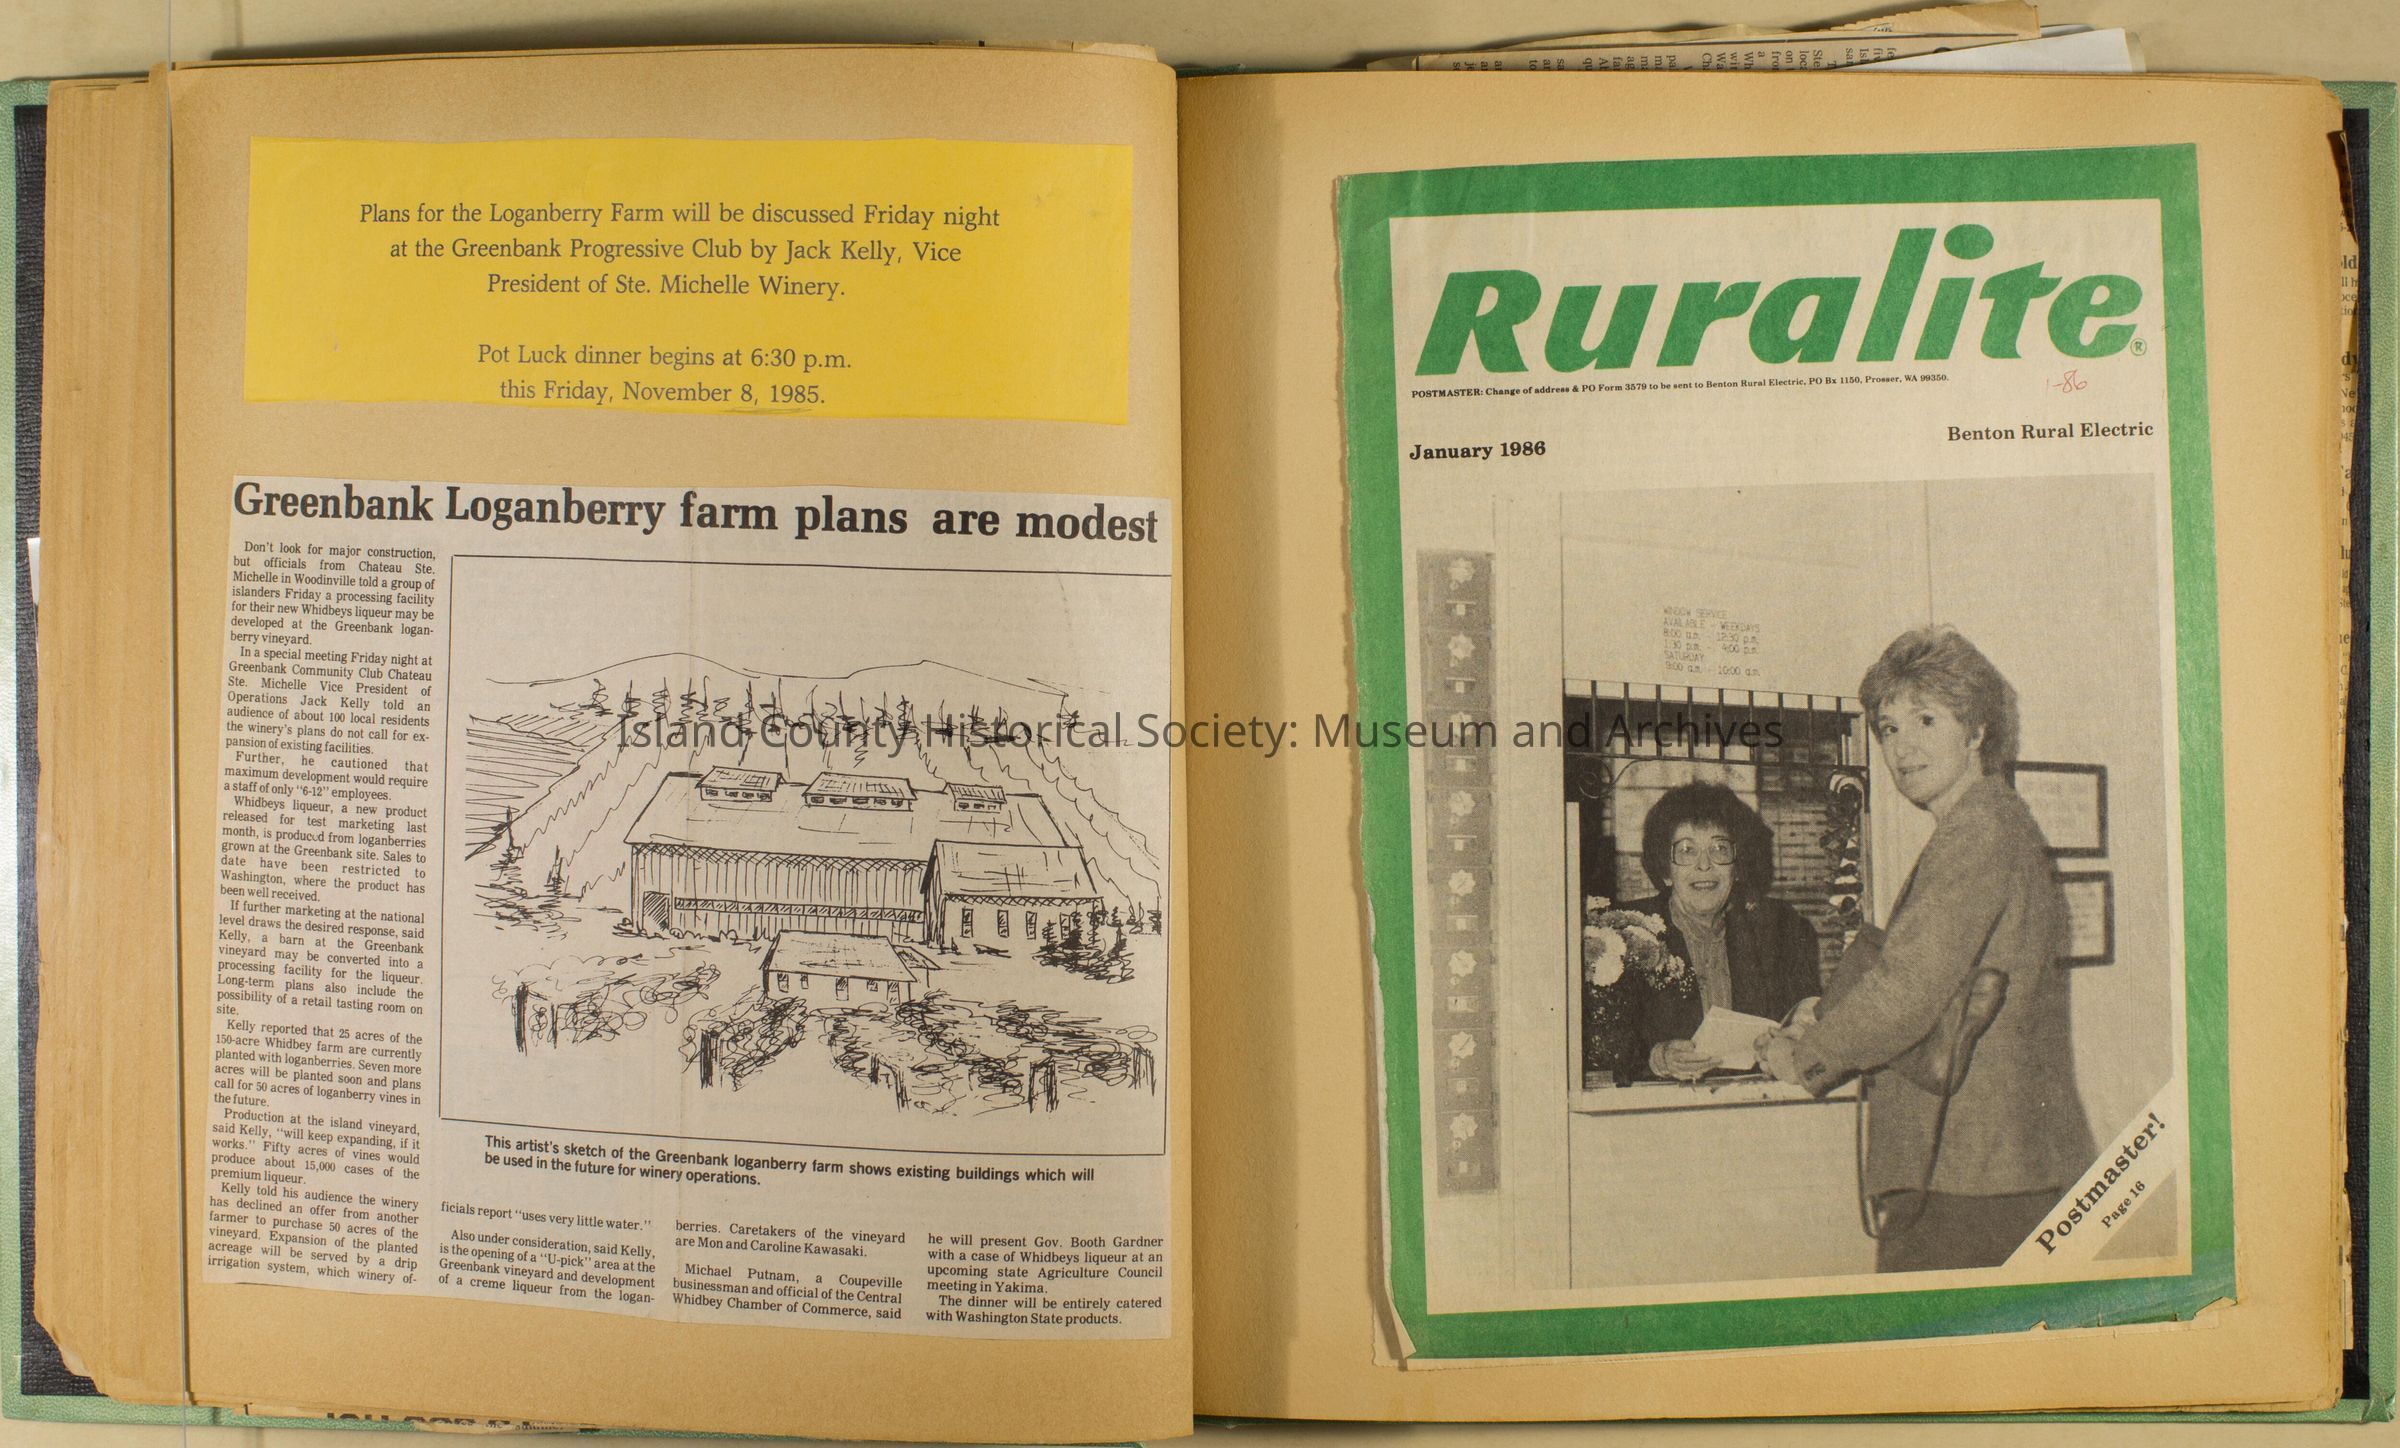 Plans for the Loganberry Farm will be discussed Friday night
at the Greenbank Progressive Club by Jack Kelly, Vice
President of Ste. Michelle Winery.
Pot Luck dinner begins at 6:30 p.m.
this Friday, November 8, 1985.
Greenbank Loganberry farm plans are modest
Don't look for major construction,
but officials from Chateau Ste.
Michelle in Woodinville told a group of
islanders Friday a processing facility
for their new Whidbeys liqueur may be
developed at the Greenbank logan-
berry vineyard.
In a special meeting Friday night at
Greenbank Community Club Chateau
Ste. Michelle Vice President of
Operations Jack Kelly told an
audience of about 100 local residents
the winery's plans do not call for ex-
pansion of existing facilities.
Further, he cautioned that
maximum development would require
a staff of only "6-12" employees.
Whidbeys liqueur, a new product
released for test marketing last
month, is produced from loganberries
grown at the Greenbank site. Sales to
date have been restricted to
Washington, where the product has
been well received.
If further marketing at the national
level draws the desired response, said
Kelly, a barn at the Greenbank
vineyard may be converted into a
processing facility for the liqueur.
Long-term plans also include the
possibility of a retail tasting room on
site.
Kelly reported that 25 acres of the
150-acre Whidbey farm are currently
planted with loganberries. Seven more
acres will be planted soon and plans
call for 50 acres of loganberry vines in
the future.
Production at the island vineyard,
said Kelly, "will keep expanding, if it
works." Fifty acres of vines would
produce about 15,000 cases of the
premium liqueur.
Kelly told his audience the winery
has declined an offer from another
farmer to purchase 50 acres of the
vineyard. Expansion of the planted
acreage will be served by a drip
irrigation system, which winery of-
This artist's sketch of the Greenbank loganberry farm shows existing buildings which will
be used in the future for winery operations.
ficials report "uses very little water."
Also under consideration, said Kelly,
is the opening of a "U-pick" area at the
Greenbank vineyard and development
of a creme liqueur from the logan-
berries. Caretakers of the vineyard
are Mon and Caroline Kawasaki.
Michael Putnam, a Coupeville
businessman and official of the Central
Whidbey Chamber of Commerce, said
he will present Gov. Booth Gardner
with a case of Whidbeys liqueur at an
upcoming state Agriculture Council
meeting in Yakima.
The dinner will be entirely catered
with Washington State products.
Island County Historical Society: Museum and Archives
Ruralite®
POSTMASTER: Change of address & PO Form 3579 to be sent to Benton Rural Electric, PO Bx 1150, Prosser, WA 99350.
1-86
Benton Rural Electric
January 1986
WINDOW SERVICE
AVAILABLE - WEEKDAYS
8:00 a.m. - 12:30 p.m.
1:30 p.m. - 4:00 p.m.
SATURDAY
9:00 a.m. - 10:00 a.m.
Postmaster!
Page 16